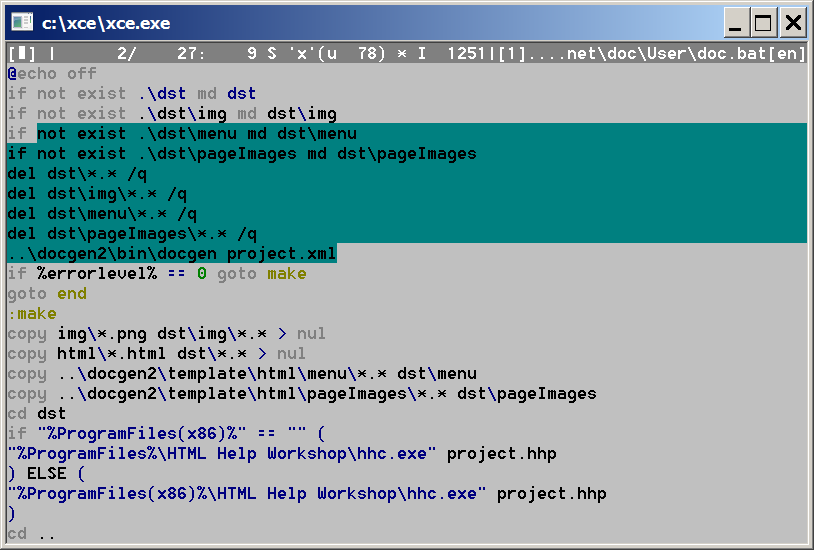 c:\xce\xce.exe
[▮] |      2/    27:    9 S 'x'(u  78) * I  1251|[1]....net\doc\User\doc.bat[en]
@echo off
if not exist .\dst md dst
if not exist .\dst\img md dst\img
if not exist .\dst\menu md dst\menu
if not exist .\dst\pageImages md dst\pageImages
del dst\*.* /q
del dst\img\*.* /q
del dst\menu\*.* /q
del dst\pageImages\*.* /q
..\docgen2\bin\docgen project.xml
if %errorlevel% == 0 goto make
goto end
:make
copy img\*.png dst\img\*.* > nul
copy html\*.html dst\*.* > nul
copy ..\docgen2\template\html\menu\*.* dst\menu
copy ..\docgen2\template\html\pageImages\*.* dst\pageImages
cd dst
if "%ProgramFiles(x86)%" == "" (
"%ProgramFiles%\HTML Help Workshop\hhc.exe" project.hhp
) ELSE (
"%ProgramFiles(x86)%\HTML Help Workshop\hhc.exe" project.hhp
)
cd ..